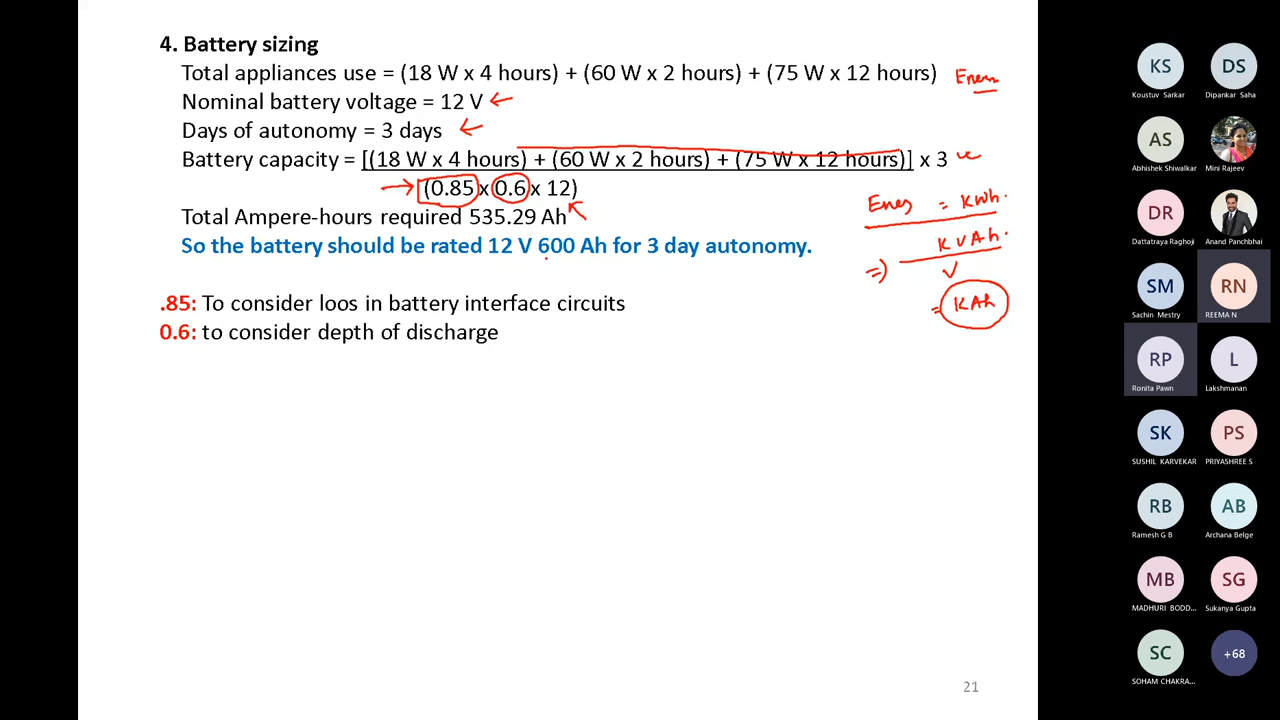 4. Battery sizing
Total appliances use = (18 W x 4 hours) + (60 W x 2 hours) + (75 W x 12 hours)
Nominal battery voltage = 12 V
Days of autonomy = 3 days
Battery capacity = [(18 W x 4 hours) + (60 W x 2 hours) + (75 W x 12 hours)] x 3
(0.85 x 0.6 x 12)
Total Ampere-hours required 535.29 Ah
So the battery should be rated 12 V 600 Ah for 3 day autonomy.
.85: To consider loos in battery interface circuits
0.6: to consider depth of discharge
= KWh.
KVAh.
=> V
= KAh
21
KS DS
Koustuv Sarkar Dipankar Saha
AS
Abhishek Shiwalkar Mini Rajeev
DR
Dattatraya Raghoji Anand Panchbhai
SM RN
Sachin Mestry REEMA N
RP L
Ronita Pawn Lakshmanan
SK PS
SUSHIL KARVEKAR PRIYASHREE S
RB AB
Ramesh G B Archana Belge
MB SG
MADHURI BODD... Sukanya Gupta
SC +68
SOHAM CHAKRA...